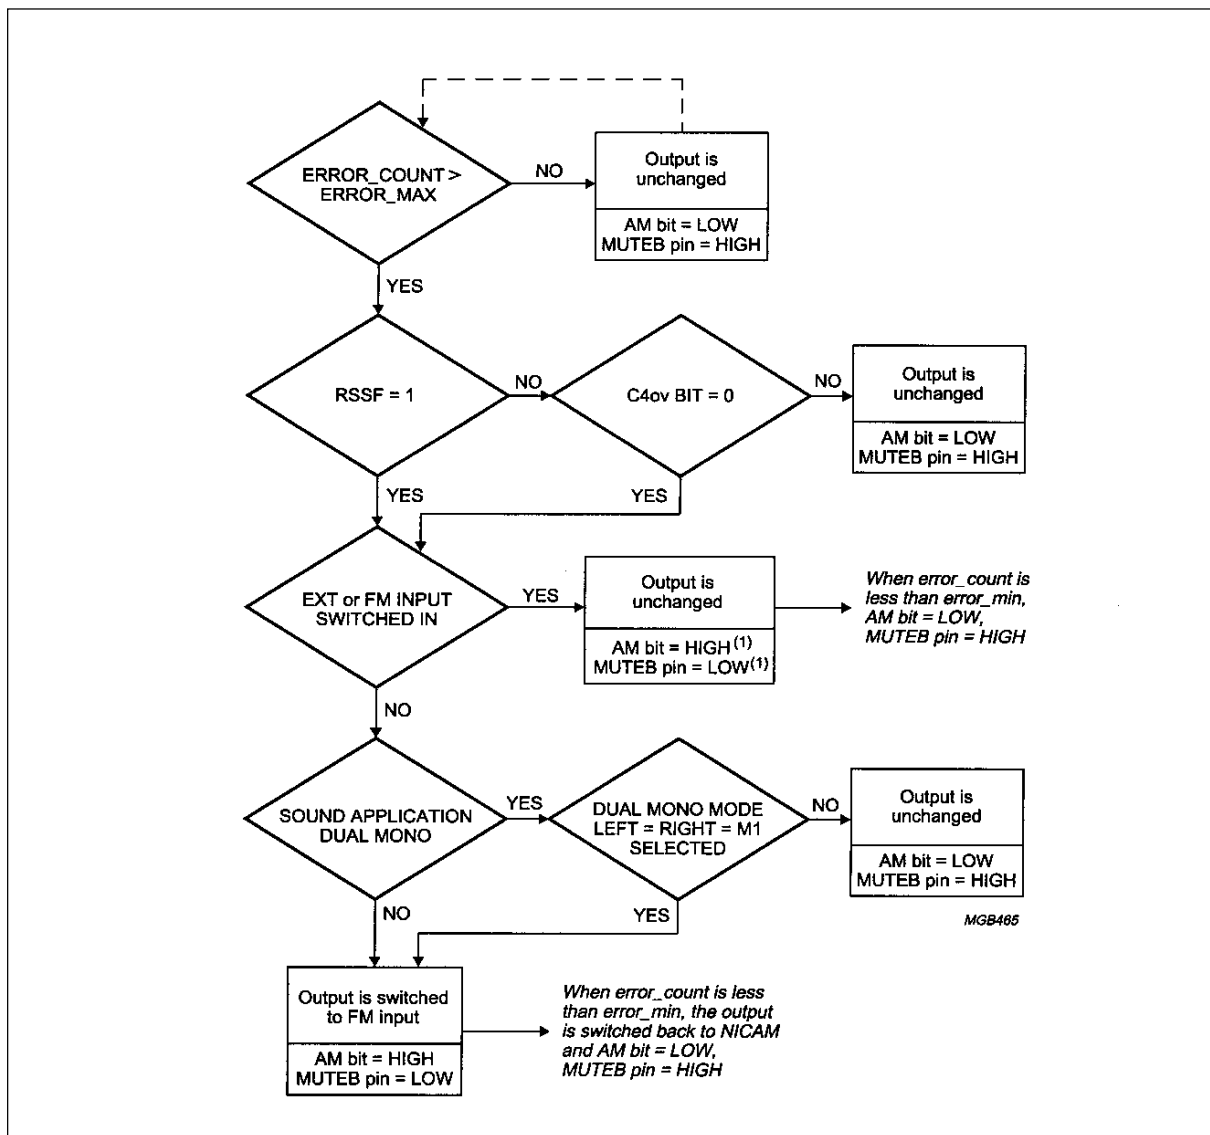 ERROR_COUNT >
ERROR_MAX
NO
Output is
unchanged
AM bit = LOW
MUTEB pin = HIGH
YES
RSSF = 1
NO
C4ov BIT = 0
NO
Output is
unchanged
AM bit = LOW
MUTEB pin = HIGH
YES
YES
EXT or FM INPUT
SWITCHED IN
YES
Output is
unchanged
AM bit = HIGH(1)
MUTEB pin = LOW(1)
When error_count is
less than error_min,
AM bit = LOW,
MUTEB pin = HIGH
NO
SOUND APPLICATION
DUAL MONO
YES
DUAL MONO MODE
LEFT = RIGHT = M1
SELECTED
NO
Output is
unchanged
AM bit = LOW
MUTEB pin = HIGH
NO
YES
MGB465
Output is switched
to FM input
AM bit = HIGH
MUTEB pin = LOW
When error_count is less
than error_min, the output
is switched back to NICAM
and AM bit = LOW,
MUTEB pin = HIGH